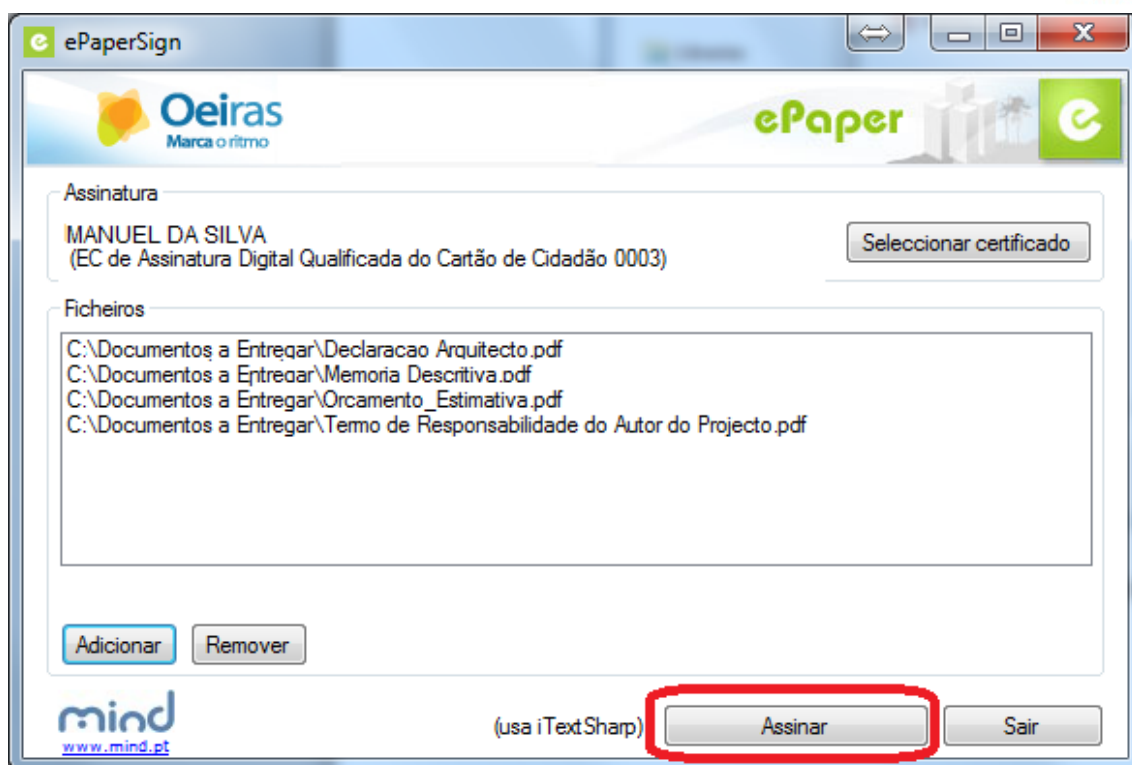 ePaperSign
Oeiras
Marca o ritmo
ePaper
Assinatura
MANUEL DA SILVA
(EC de Assinatura Digital Qualificada do Cartão de Cidadão 0003)
Seleccionar certificado
Ficheiros
C:\Documentos a Entregar\Declaracao Arquitecto.pdf
C:\Documentos a Entregar\Memoria Descritiva.pdf
C:\Documentos a Entregar\Orcamento_Estimativa.pdf
C:\Documentos a Entregar\Termo de Responsabilidade do Autor do Projecto.pdf
Adicionar
Remover
mind
www.mind.pt
(usa iTextSharp)
Assinar
Sair